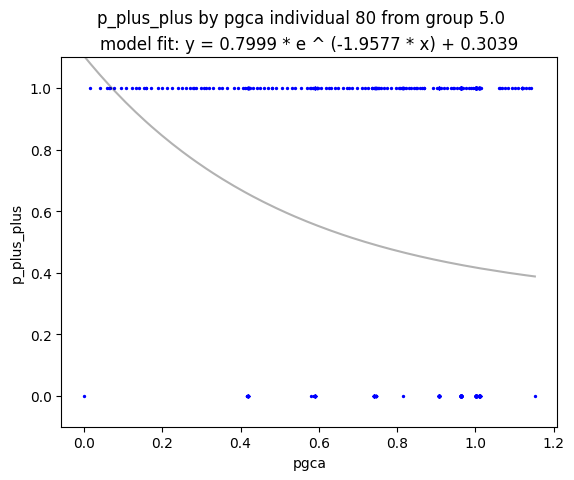 p_plus_plus by pgca individual 80 from group 5.0
model fit: y = 0.7999 * e ^ (-1.9577 * x) + 0.3039
1.0
0.8
0.6
0.4
0.2
0.0
p_plus_plus
0.0 0.2 0.4 0.6 0.8 1.0 1.2
pgca